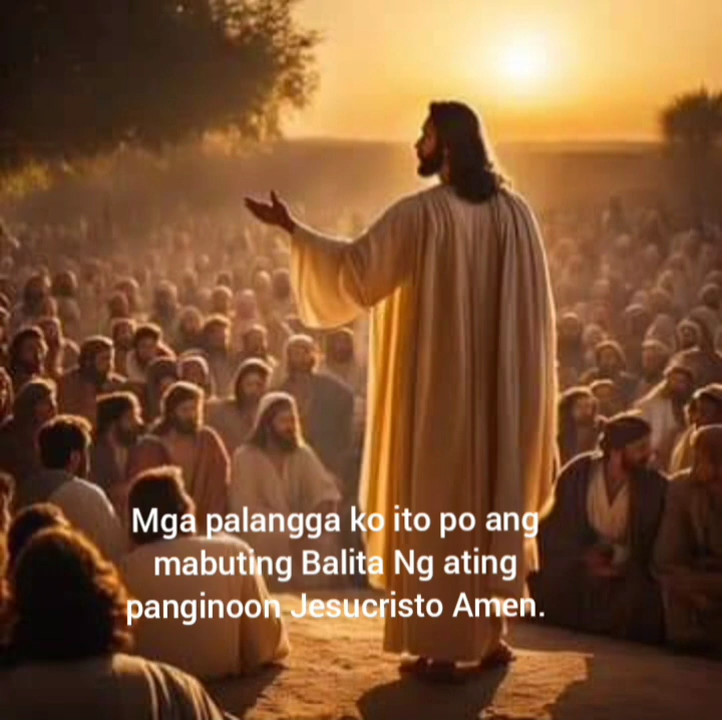 Mga palangga ko ito po ang
mabuting Balita Ng ating
panginoon Jesucristo Amen.